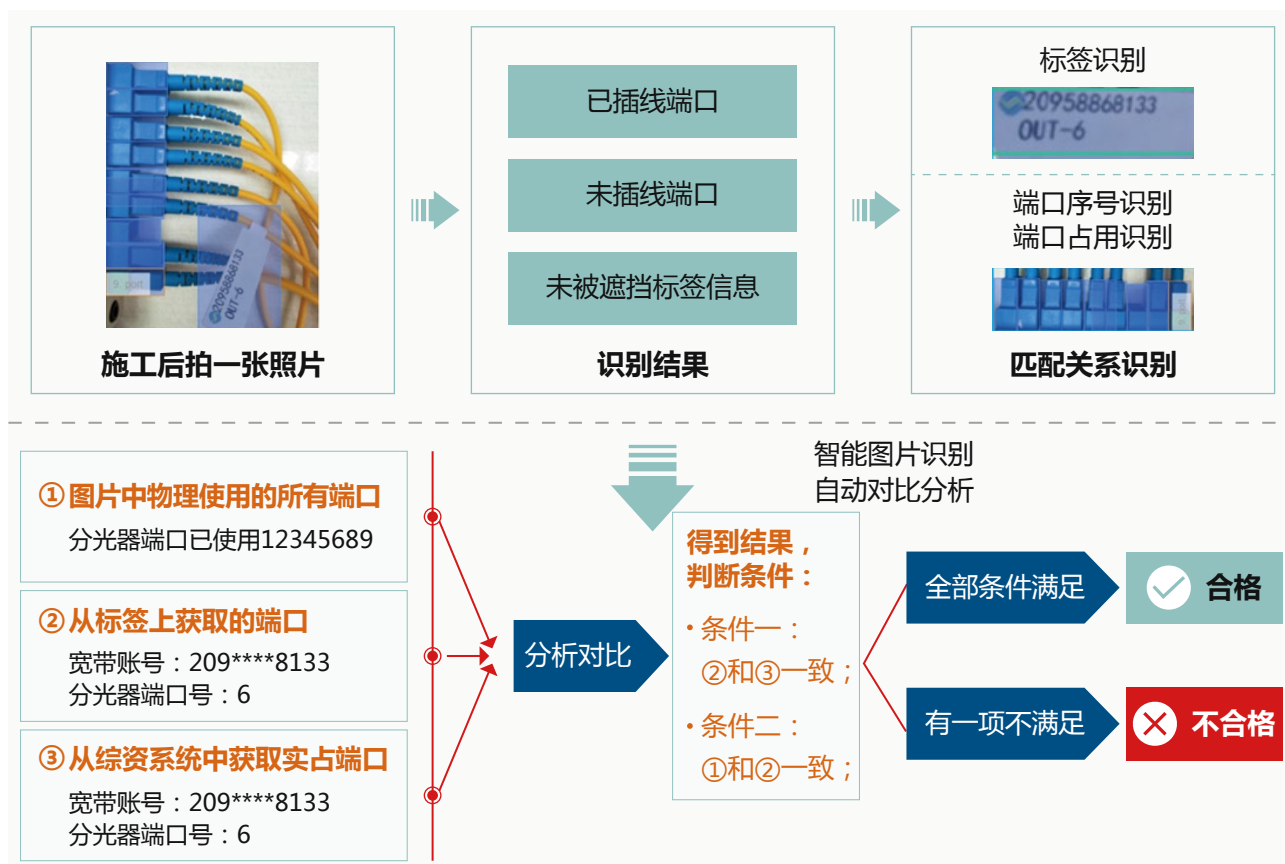 20958868133
OUT-6
9. port
施工后拍一张照片
已插线端口
未插线端口
未被遮挡标签信息
识别结果
标签识别
20958868133
OUT-6
端口序号识别
端口占用识别
匹配关系识别
智能图片识别
自动对比分析
①图片中物理使用的所有端口
分光器端口已使用12345689
②从标签上获取的端口
宽带账号：209****8133
分光器端口号：6
③从综资系统中获取实占端口
宽带账号：209****8133
分光器端口号：6
分析对比
得到结果，
判断条件：
·条件一：
②和③一致；
·条件二：
①和②一致；
全部条件满足
合格
有一项不满足
不合格